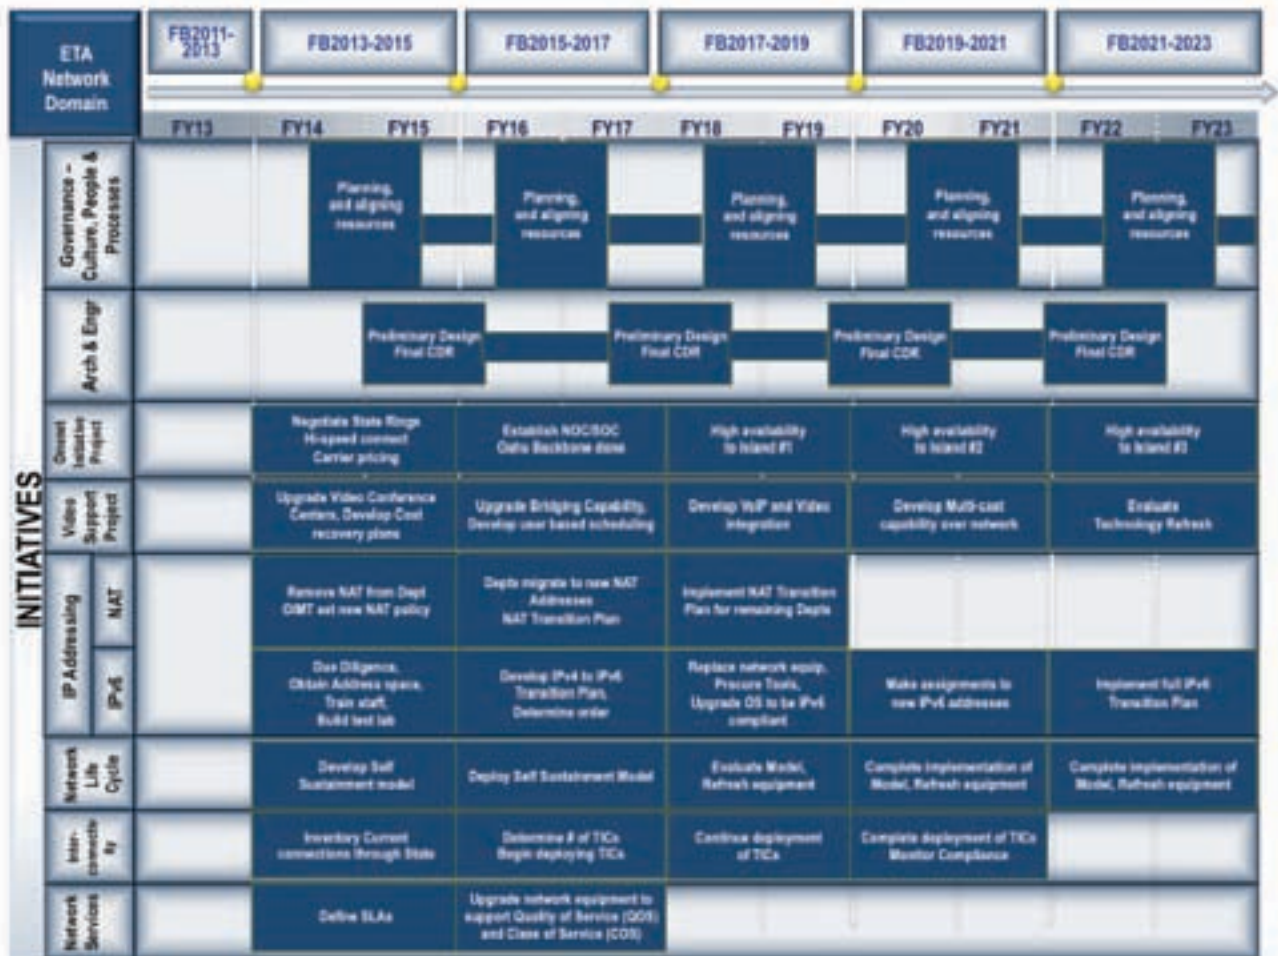 ETA
Network
Domain
FB2011-
2013
FB2013-2015
FB2015-2017
FB2017-2019
FB2019-2021
FB2021-2023
FY13
FY14
FY15
FY16
FY17
FY18
FY19
FY20
FY21
FY22
FY23
INITIATIVES
Governance –
Culture, People &
Processes
Planning,
and aligning
resources
Planning,
and aligning
resources
Planning,
and aligning
resources
Planning,
and aligning
resources
Planning,
and aligning
resources
Arch & Engr
Preliminary Design
Final CDR
Preliminary Design
Final CDR
Preliminary Design
Final CDR
Preliminary Design
Final CDR
Project
Negotiate State Rings
Hi-speed connect
Carrier pricing
Establish NOC/SOC
Oahu Backbone done
High availability
to Island #1
High availability
to Island #2
High availability
to Island #3
Video
Support
Project
Upgrade Video Conference
Centers, Develop Cost
recovery plans
Upgrade Bridging Capability,
Develop user based scheduling
Develop VoIP and Video
integration
Develop Multi-cast
capability over network
Evaluate
Technology Refresh
IP Addressing
NAT
Remove NAT from Dept
OIMT set new NAT policy
Depts migrate to new NAT
Addresses
NAT Transition Plan
Implement NAT Transition
Plan for remaining Depts
IPv6
Due Diligence,
Obtain Address space,
Train staff,
Build test lab
Develop IPv4 to IPv6
Transition Plan,
Determine order
Replace network equip,
Procure Tools,
Upgrade OS to be IPv6
compliant
Make assignments to
new IPv6 addresses
Implement full IPv6
Transition Plan
Network
Life
Cycle
Develop Self
Sustainment model
Deploy Self Sustainment Model
Evaluate Model,
Refresh equipment
Complete implementation of
Model, Refresh equipment
Complete implementation of
Model, Refresh equipment
Inter-
Inventory Current
connections through State
Determine # of TICs
Begin deploying TICs
Continue deployment
of TICs
Complete deployment of TICs
Monitor Compliance
Network
Services
Define SLAs
Upgrade network equipment to
support Quality of Service (QOS)
and Class of Service (COS)